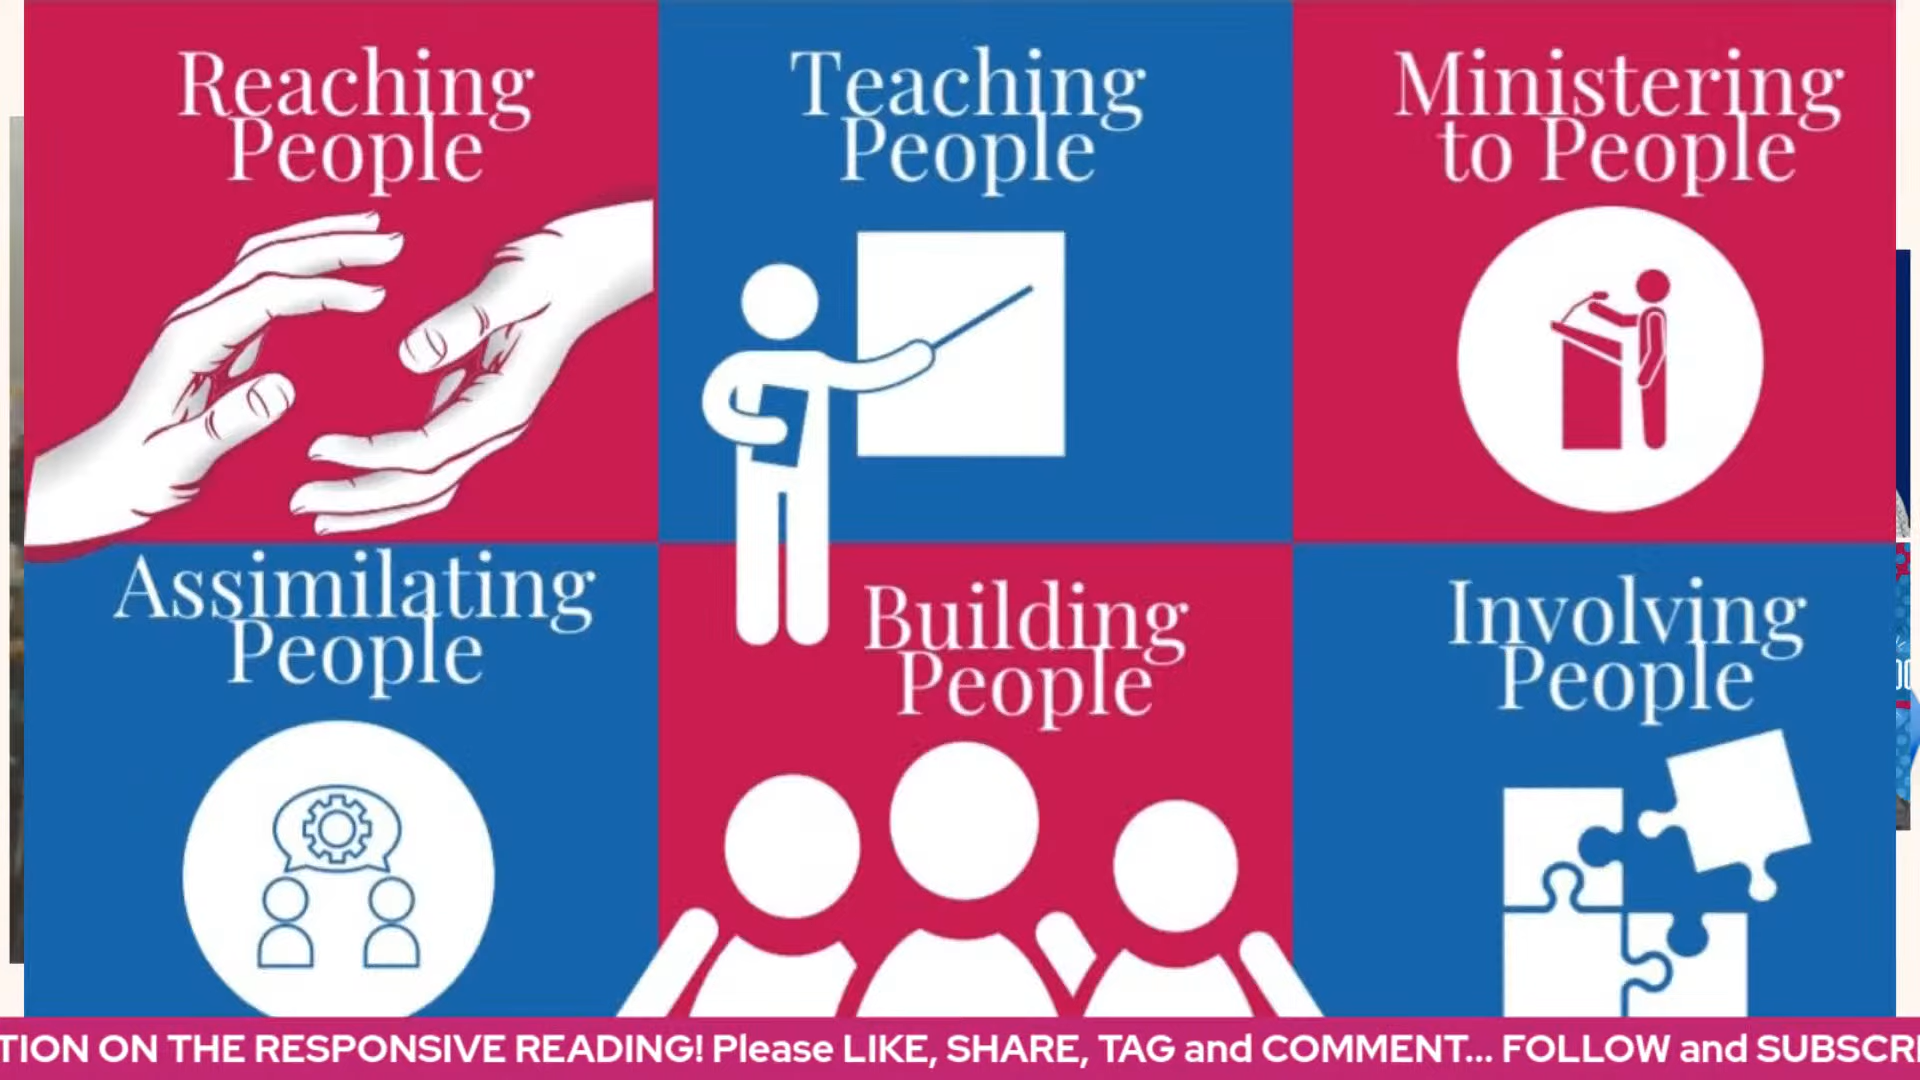 Reaching
People
Teaching
People
Ministering
to People
Assimilating
People
Building
People
Involving
People
TION ON THE RESPONSIVE READING! Please LIKE, SHARE, TAG and COMMENT... FOLLOW and SUBSCRI